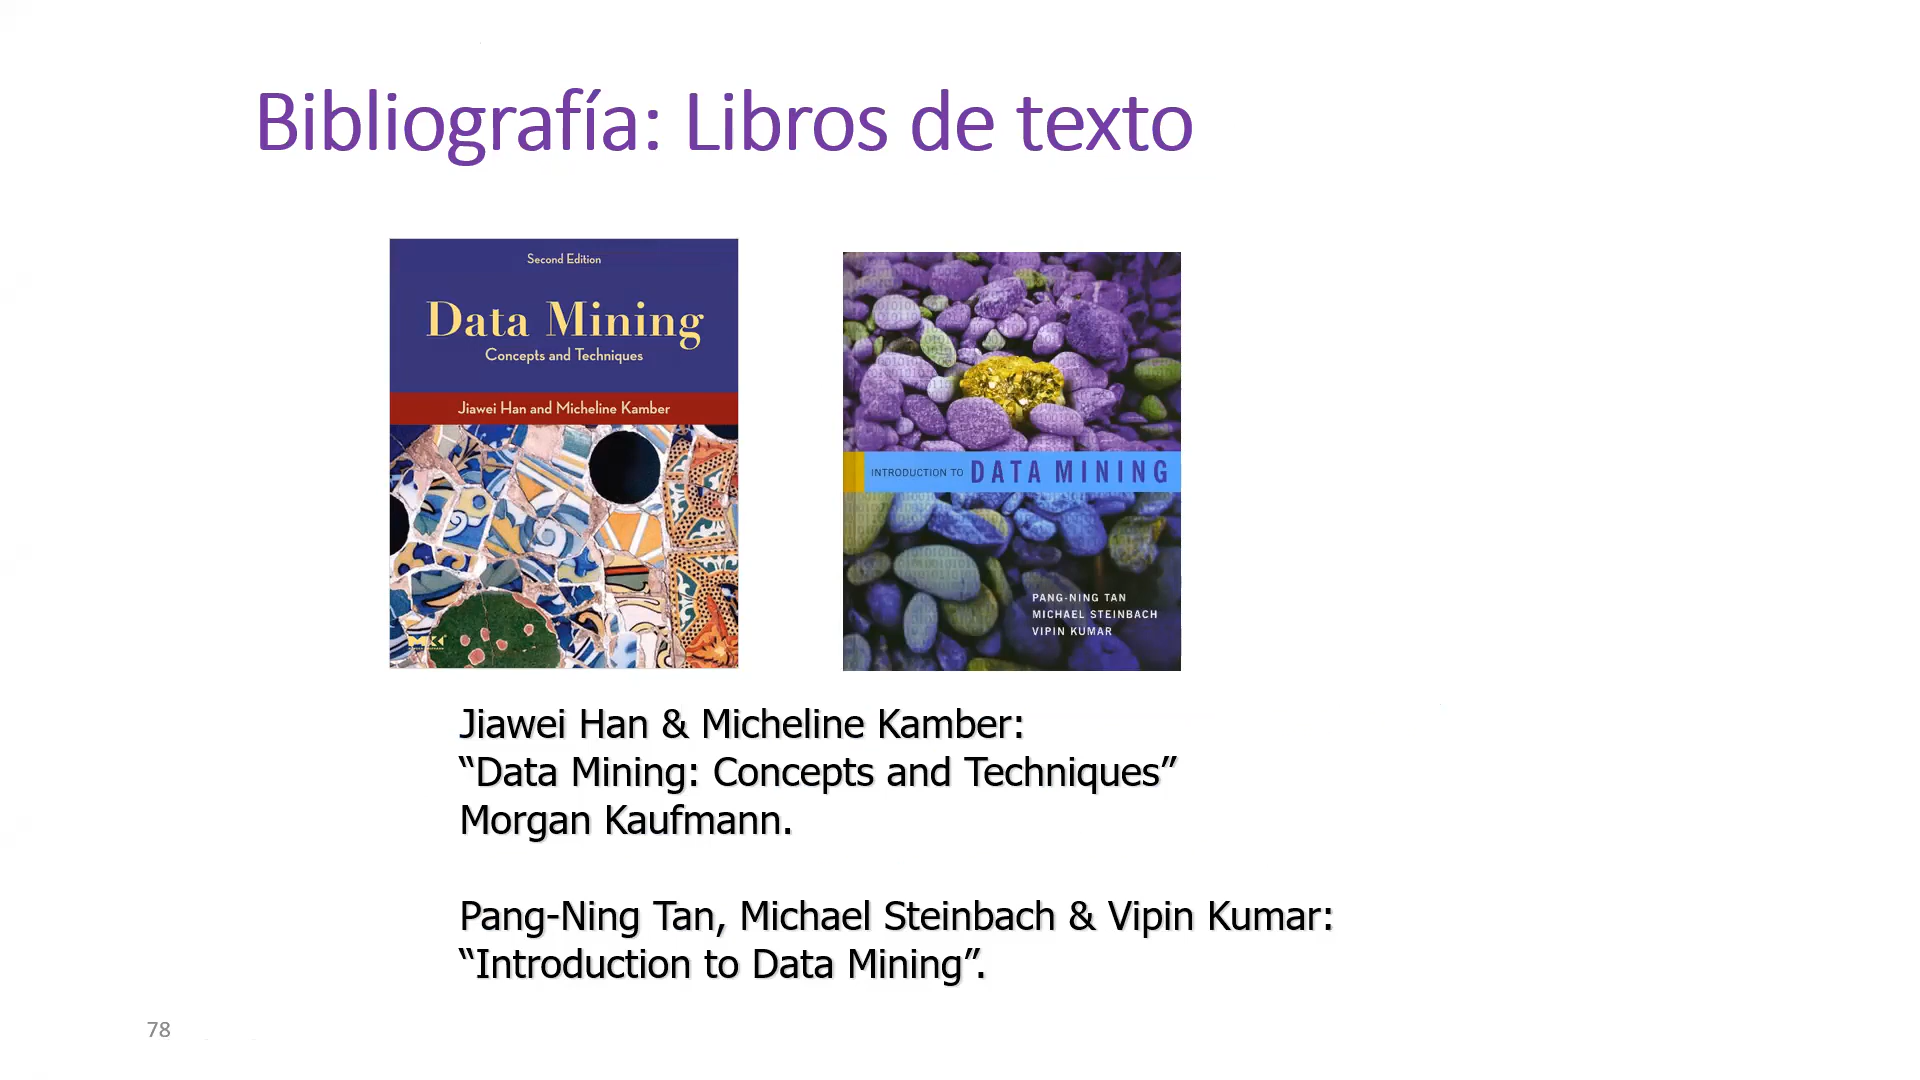 Bibliografía: Libros de texto
Second Edition
Data Mining
Concepts and Techniques
Jiawei Han and Micheline Kamber
INTRODUCTION TO DATA MINING
PANG-NING TAN
MICHAEL STEINBACH
VIPIN KUMAR
Jiawei Han & Micheline Kamber:
“Data Mining: Concepts and Techniques”
Morgan Kaufmann.
Pang-Ning Tan, Michael Steinbach & Vipin Kumar:
“Introduction to Data Mining”.
78